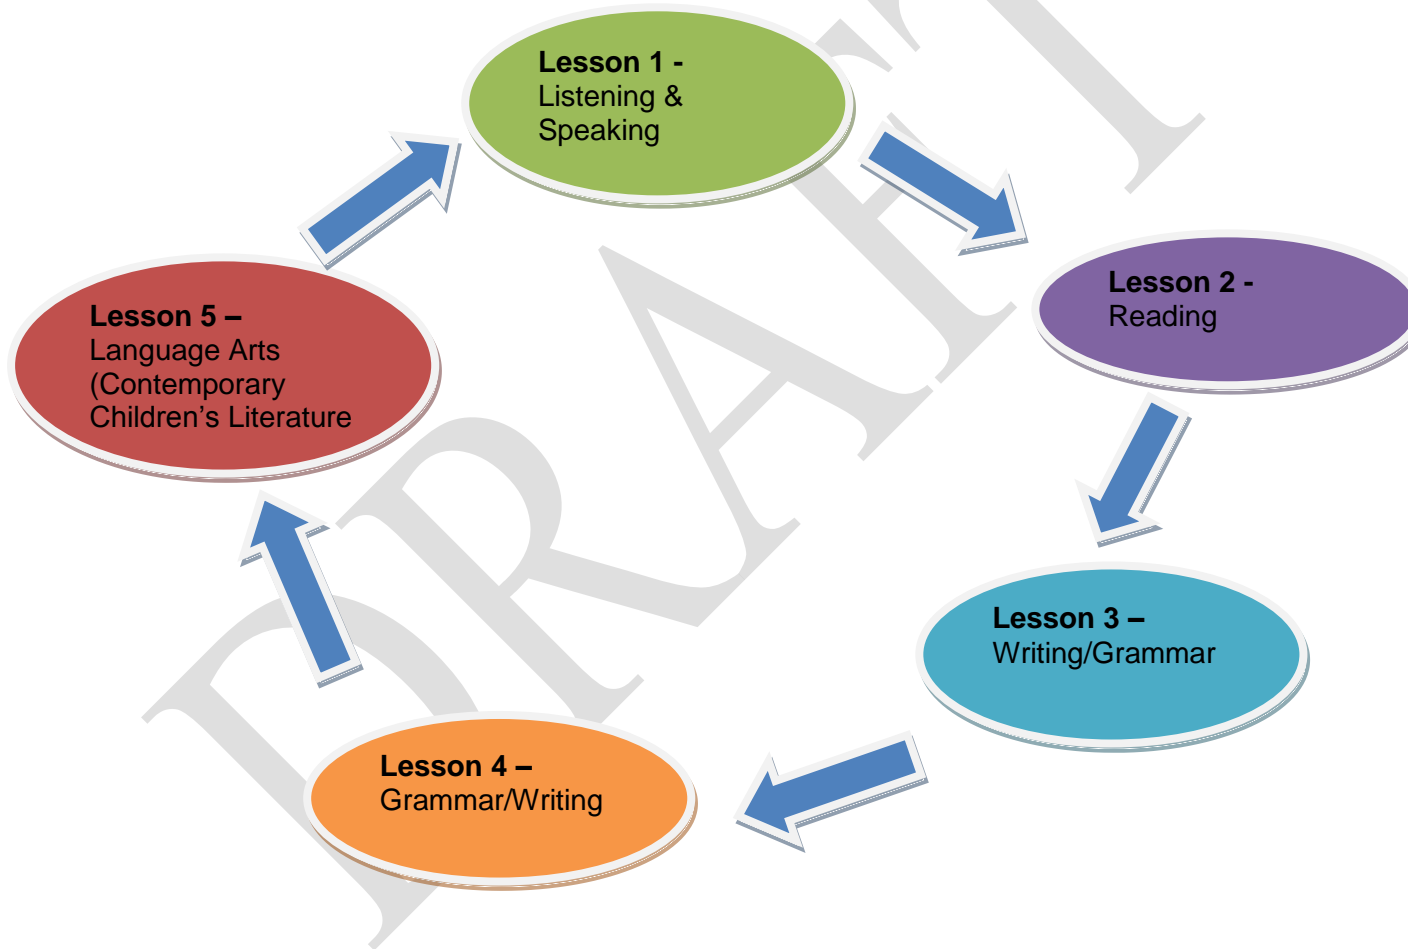 Lesson 1 -
Listening &
Speaking
Lesson 2 -
Reading
Lesson 3 –
Writing/Grammar
Lesson 4 –
Grammar/Writing
Lesson 5 –
Language Arts
(Contemporary
Children’s Literature
DRAFT